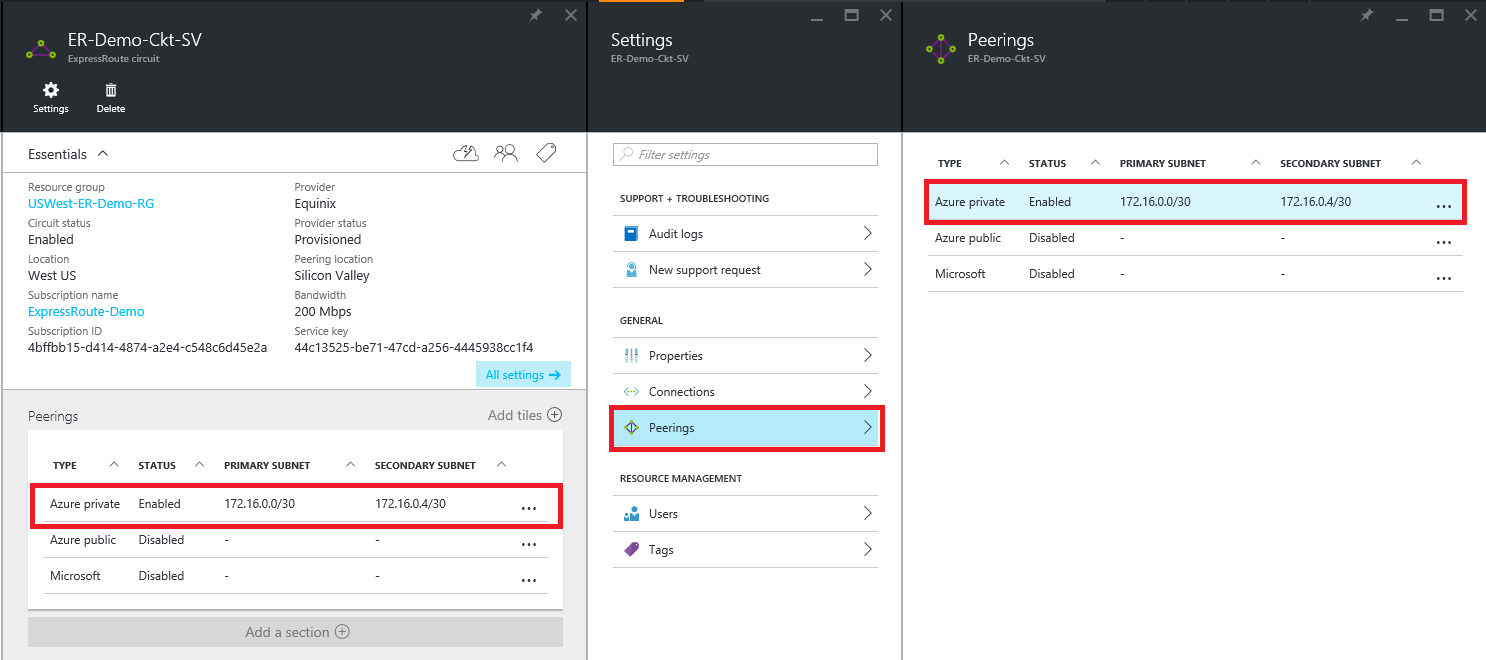 ER-Demo-Ckt-SV
ExpressRoute circuit
Settings
Delete
Essentials
Resource group
USWest-ER-Demo-RG
Circuit status
Enabled
Location
West US
Subscription name
ExpressRoute-Demo
Subscription ID
4bffbb15-d414-4874-a2e4-c548c6d45e2a
Provider
Equinix
Provider status
Provisioned
Peering location
Silicon Valley
Bandwidth
200 Mbps
Service key
44c13525-be71-47cd-a256-4445938cc1f4
All settings
Peerings
Add tiles
TYPE STATUS PRIMARY SUBNET SECONDARY SUBNET
Azure private Enabled 172.16.0.0/30 172.16.0.4/30 ...
Azure public Disabled - - ...
Microsoft Disabled - - ...
Add a section
Settings
ER-Demo-Ckt-SV
Filter settings
SUPPORT + TROUBLESHOOTING
Audit logs
New support request
GENERAL
Properties
Connections
Peerings
RESOURCE MANAGEMENT
Users
Tags
Peerings
ER-Demo-Ckt-SV
TYPE STATUS PRIMARY SUBNET SECONDARY SUBNET
Azure private Enabled 172.16.0.0/30 172.16.0.4/30 ...
Azure public Disabled - - ...
Microsoft Disabled - - ...